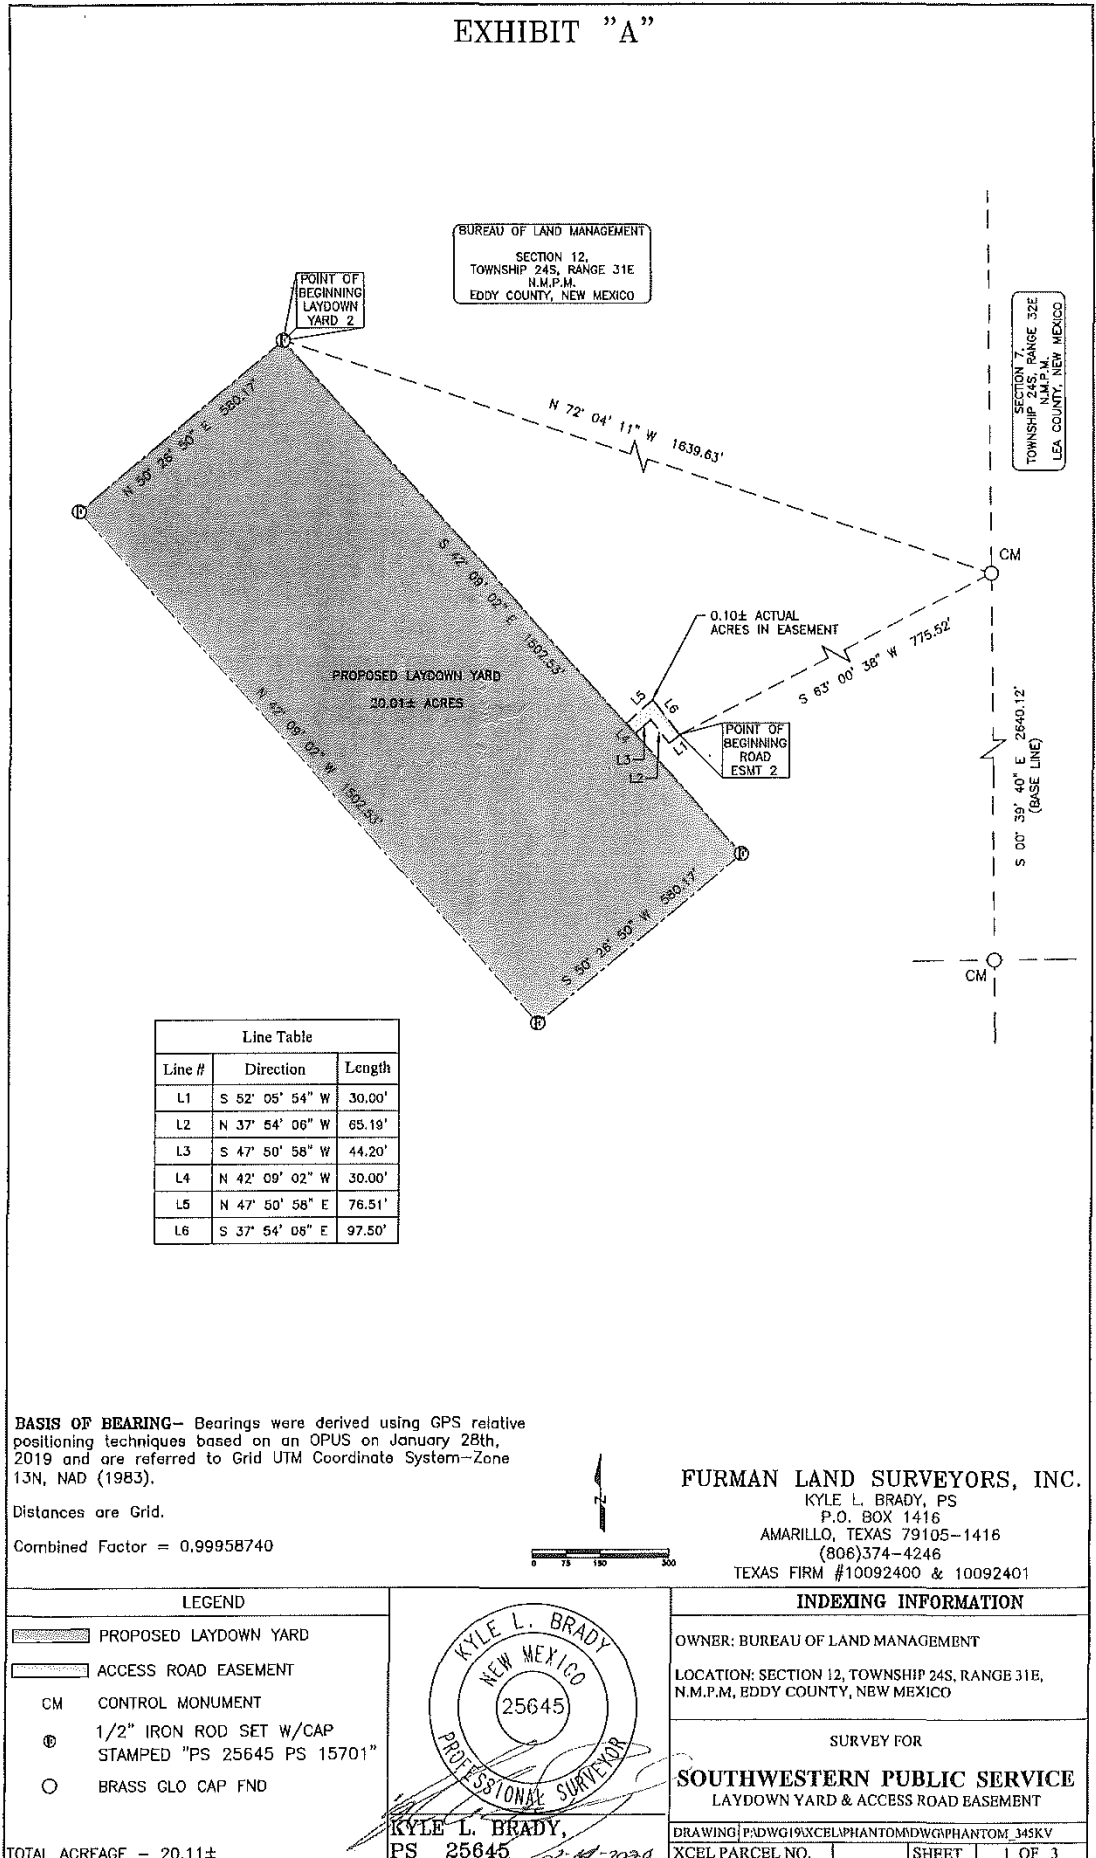 EXHIBIT "A"
BUREAU OF LAND MANAGEMENT
SECTION 12,
TOWNSHIP 24S, RANGE 31E
N.M.P.M.
EDDY COUNTY, NEW MEXICO
POINT OF
BEGINNING
LAYDOWN
YARD 2
SECTION 7,
TOWNSHIP 24S, RANGE 32E
N.M.P.M.
LEA COUNTY, NEW MEXICO
N 50° 26' 50" E 580.17'
N 72° 04' 11" W 1639.63'
CM
S 42° 09' 02" E 1502.53'
0.10± ACTUAL
ACRES IN EASEMENT
S 63° 00' 38" W 775.52'
PROPOSED LAYDOWN YARD
20.01± ACRES
N 42° 09' 02" W 1502.53'
L5
L6
L4
L1
L3
L2
POINT OF
BEGINNING
ROAD
ESMT 2
S 00° 39' 40" E 2640.12'
(BASE LINE)
S 50° 26' 50" W 580.17'
CM
Line Table
Line # Direction Length
L1 S 52° 05' 54" W 30.00'
L2 N 37° 54' 06" W 65.19'
L3 S 47° 50' 58" W 44.20'
L4 N 42° 09' 02" W 30.00'
L5 N 47° 50' 58" E 76.51'
L6 S 37° 54' 06" E 97.50'
BASIS OF BEARING- Bearings were derived using GPS relative
positioning techniques based on an OPUS on January 28th,
2019 and are referred to Grid UTM Coordinate System-Zone
13N, NAD (1983).
Distances are Grid.
Combined Factor = 0.99958740
N
0 75 150 300
FURMAN LAND SURVEYORS, INC.
KYLE L. BRADY, PS
P.O. BOX 1416
AMARILLO, TEXAS 79105-1416
(806)374-4246
TEXAS FIRM #10092400 & 10092401
LEGEND
PROPOSED LAYDOWN YARD
ACCESS ROAD EASEMENT
CM CONTROL MONUMENT
1/2" IRON ROD SET W/CAP
STAMPED "PS 25645 PS 15701"
BRASS GLO CAP FND
TOTAL ACREAGE - 20.11±
KYLE L. BRADY
NEW MEXICO
25645
PROFESSIONAL SURVEYOR
KYLE L. BRADY,
PS 25645
INDEXING INFORMATION
OWNER: BUREAU OF LAND MANAGEMENT
LOCATION: SECTION 12, TOWNSHIP 24S, RANGE 31E,
N.M.P.M, EDDY COUNTY, NEW MEXICO
SURVEY FOR
SOUTHWESTERN PUBLIC SERVICE
LAYDOWN YARD & ACCESS ROAD EASEMENT
DRAWING P:\DWG19\XCEL\PHANTOM\DWG\PHANTOM_345KV
XCEL PARCEL NO. SHEET 1 OF 3